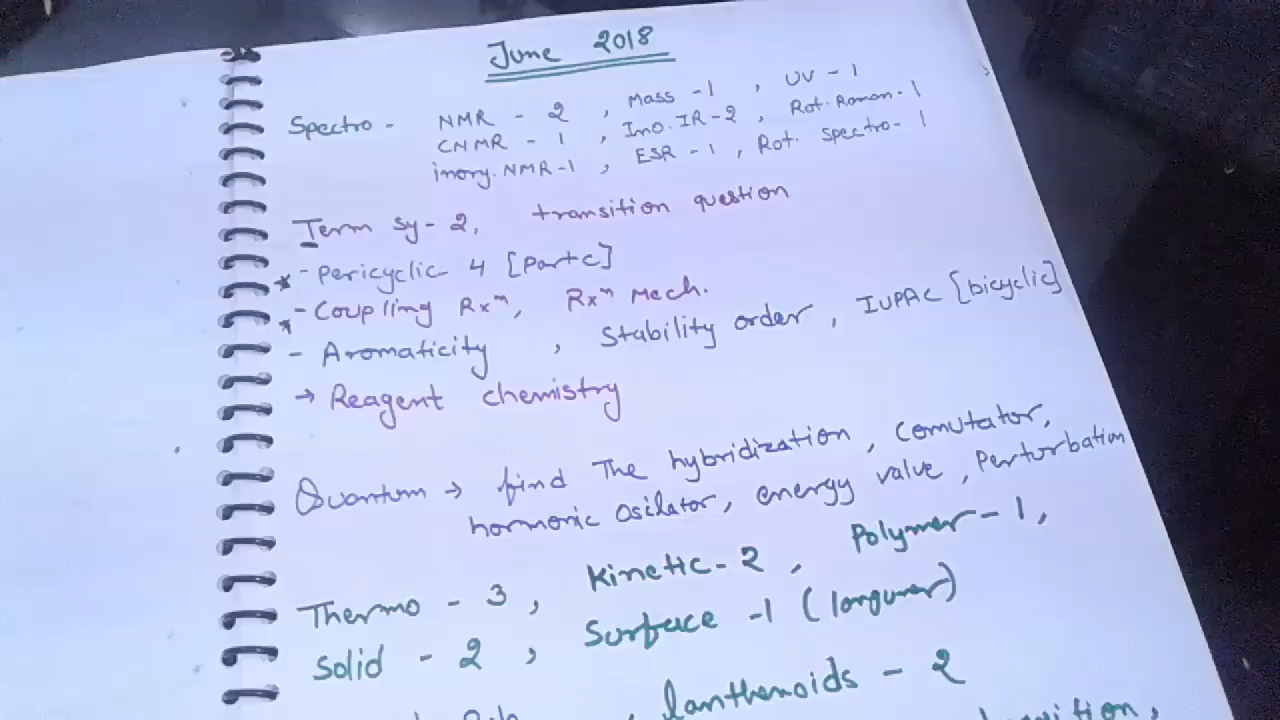 June 2018
Spectro - NMR - 2 , Mass - 1 , UV - 1
CNMR - 1 , Ino. IR - 2 , Rot. Raman - 1
inorg. NMR - 1 , ESR - 1 , Rot. Spectro - 1
Term sy - 2, transition question
* - Pericyclic 4 [Part c]
* - Coupling Rxⁿ, Rxⁿ Mech.
- Aromaticity , Stability order , IUPAC [bicyclic]
→ Reagent chemistry
Quantum → find The hybridization , Comutator,
hormonic Osilator, energy value , Perturbation
Thermo - 3 , Kinetic - 2 , Polymer - 1 ,
Solid - 2 , Surface - 1 (langumar)
, lanthenoids - 2